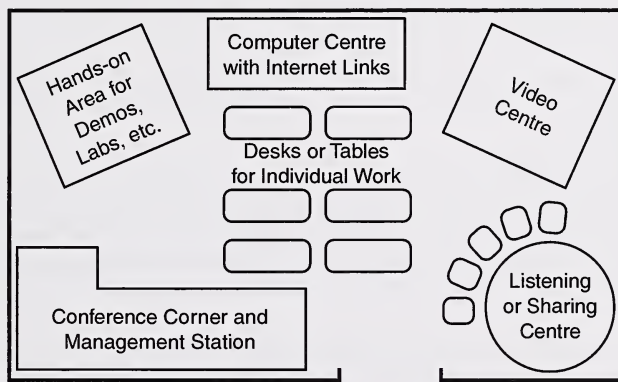 Hands-on
Area for
Demos,
Labs, etc.
Computer Centre
with Internet Links
Video
Centre
Desks or Tables
for Individual Work
Conference Corner and
Management Station
Listening
or Sharing
Centre